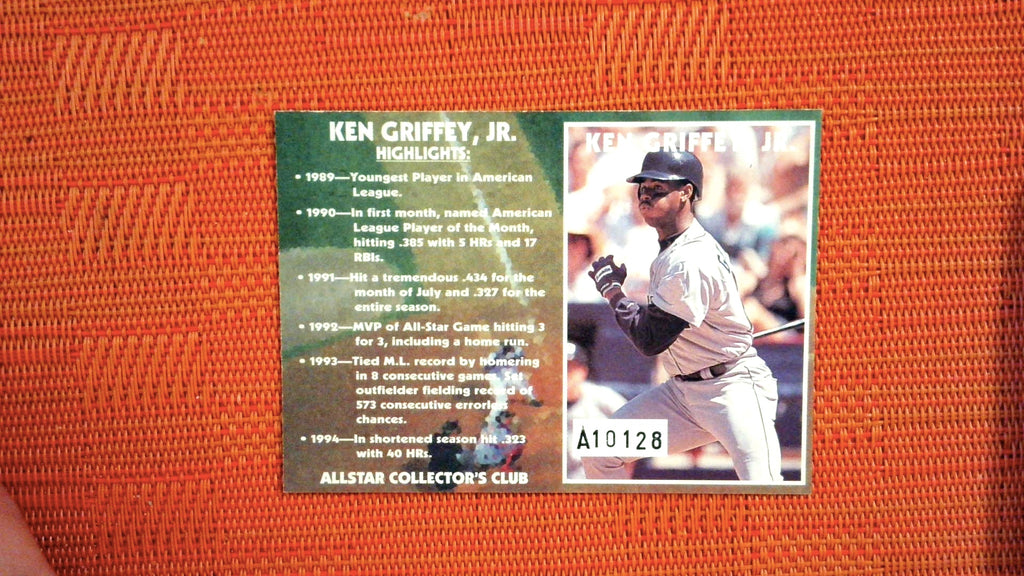 KEN GRIFFEY, JR.
HIGHLIGHTS:
• 1989—Youngest Player in American
League.
• 1990—In first month, named American
League Player of the Month,
hitting .385 with 5 HRs and 17
RBIs.
• 1991—Hit a tremendous .434 for the
month of July and .327 for the
entire season.
• 1992—MVP of All-Star Game hitting 3
for 3, including a home run.
• 1993—Tied M.L. record by homering
in 8 consecutive games. Set
outfielder fielding record of
573 consecutive errorless
chances.
• 1994—In shortened season hit .323
with 40 HRs.
ALLSTAR COLLECTOR'S CLUB
KEN GRIFFEY, JR.
A10128